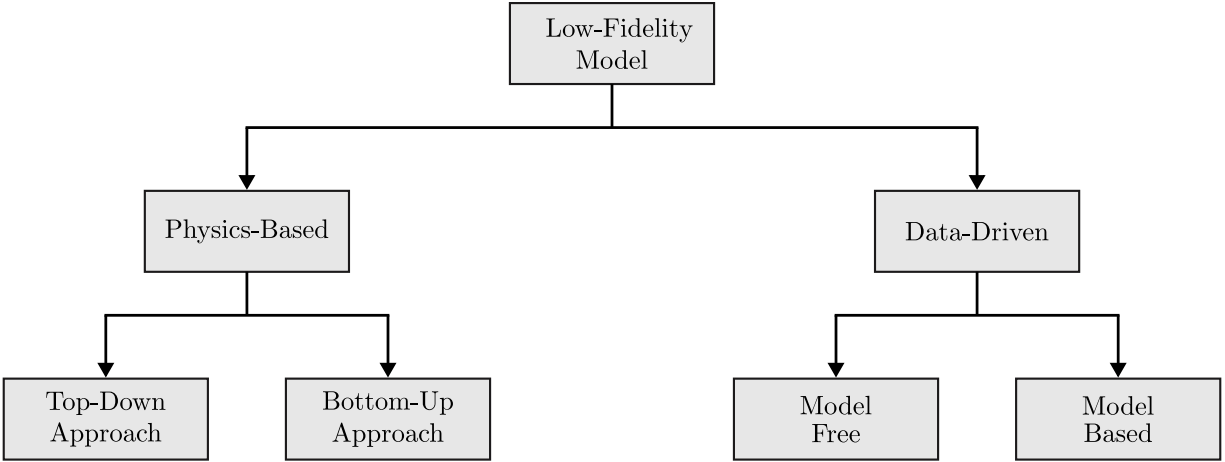 Low-Fidelity
Model
Physics-Based
Data-Driven
Top-Down
Approach
Bottom-Up
Approach
Model
Free
Model
Based